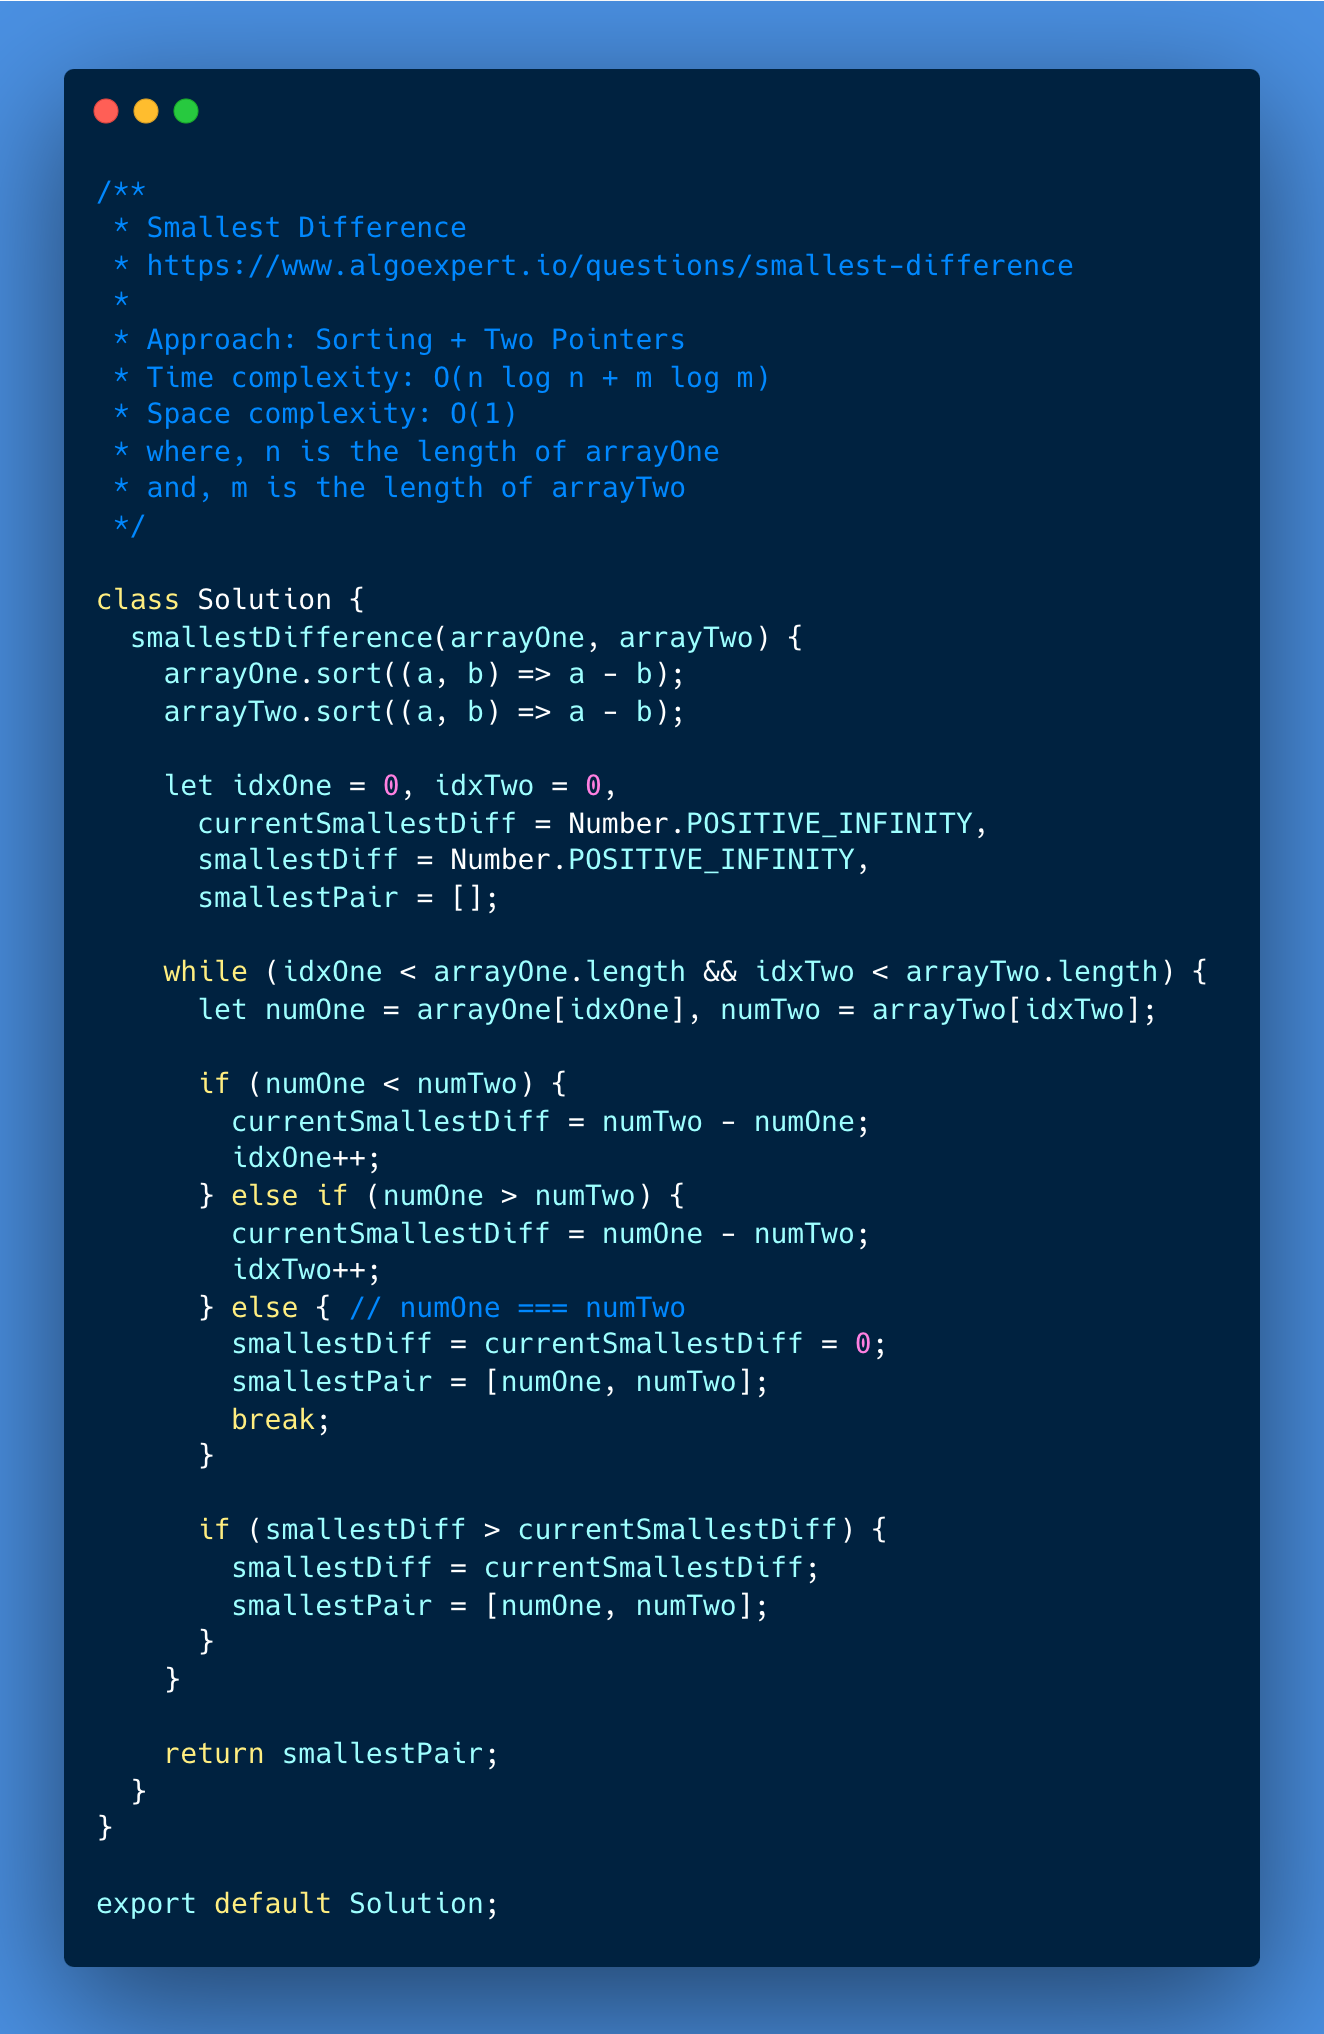 /**
 * Smallest Difference
 * https://www.algoexpert.io/questions/smallest-difference
 *
 * Approach: Sorting + Two Pointers
 * Time complexity: O(n log n + m log m)
 * Space complexity: O(1)
 * where, n is the length of arrayOne
 * and, m is the length of arrayTwo
 */

class Solution {
  smallestDifference(arrayOne, arrayTwo) {
    arrayOne.sort((a, b) => a - b);
    arrayTwo.sort((a, b) => a - b);

    let idxOne = 0, idxTwo = 0,
      currentSmallestDiff = Number.POSITIVE_INFINITY,
      smallestDiff = Number.POSITIVE_INFINITY,
      smallestPair = [];

    while (idxOne < arrayOne.length && idxTwo < arrayTwo.length) {
      let numOne = arrayOne[idxOne], numTwo = arrayTwo[idxTwo];

      if (numOne < numTwo) {
        currentSmallestDiff = numTwo - numOne;
        idxOne++;
      } else if (numOne > numTwo) {
        currentSmallestDiff = numOne - numTwo;
        idxTwo++;
      } else { // numOne === numTwo
        smallestDiff = currentSmallestDiff = 0;
        smallestPair = [numOne, numTwo];
        break;
      }

      if (smallestDiff > currentSmallestDiff) {
        smallestDiff = currentSmallestDiff;
        smallestPair = [numOne, numTwo];
      }
    }

    return smallestPair;
  }
}

export default Solution;